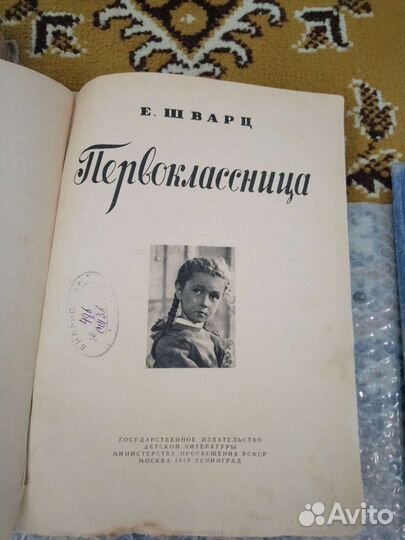 Е. ШВАРЦ
Первоклассница
ГОСУДАРСТВЕННОЕ ИЗДАТЕЛЬСТВО
ДЕТСКОЙ ЛИТЕРАТУРЫ
МИНИСТЕРСТВА ПРОСВЕЩЕНИЯ РСФСР
МОСКВА 1949 ЛЕНИНГРАД
Avito